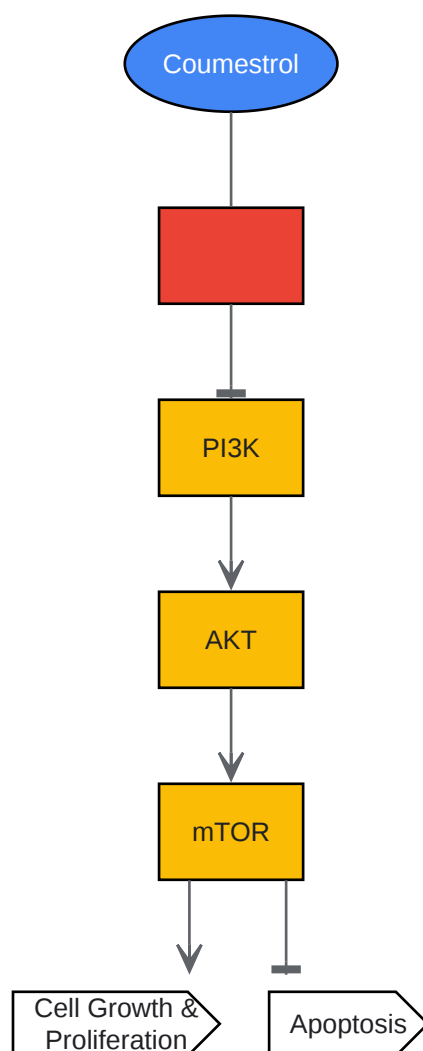 Coumestrol
PI3K
AKT
mTOR
Cell Growth &
Proliferation
Apoptosis